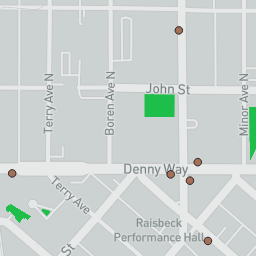 John St
Terry Ave N
Boren Ave N
Minor Ave N
Denny Way
Terry Ave
Raisbeck
Performance Hall
St